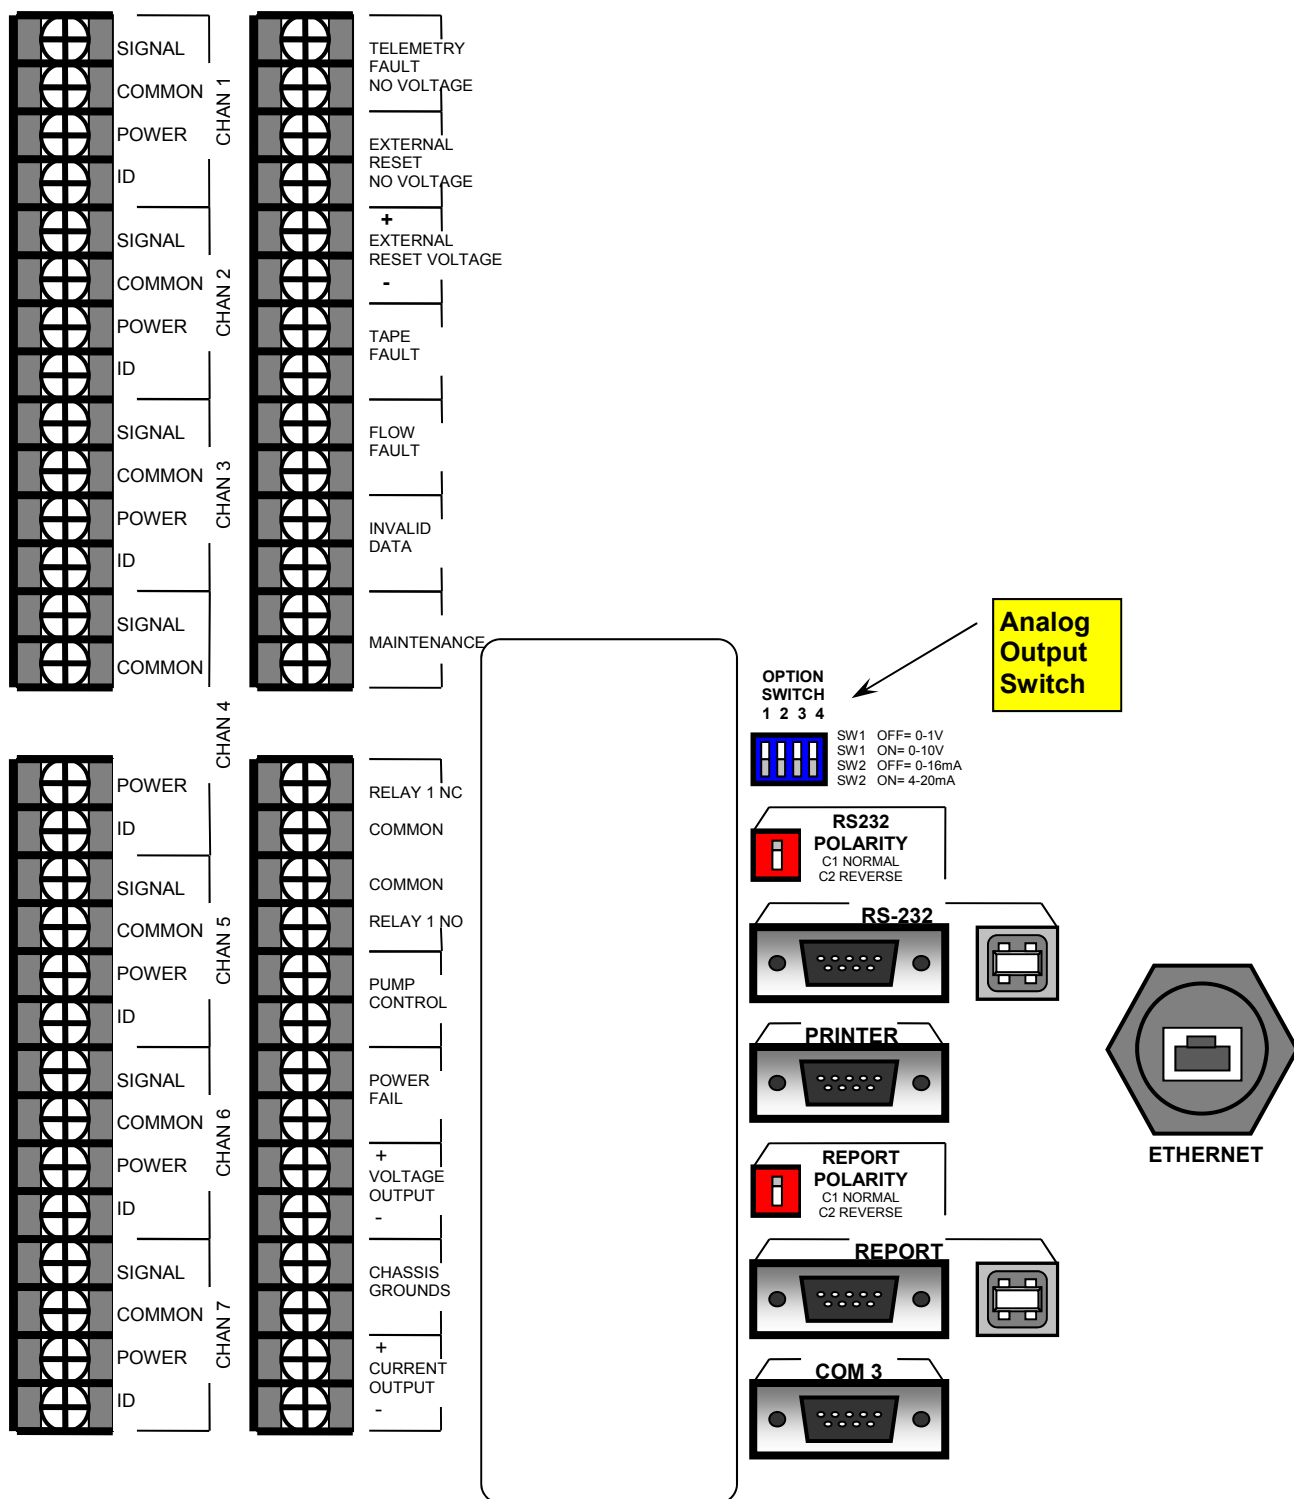 SIGNAL
COMMON
POWER
ID
CHAN 1
SIGNAL
COMMON
POWER
ID
CHAN 2
SIGNAL
COMMON
POWER
ID
CHAN 3
SIGNAL
COMMON
POWER
ID
CHAN 4
SIGNAL
COMMON
POWER
ID
CHAN 5
SIGNAL
COMMON
POWER
ID
CHAN 6
SIGNAL
COMMON
POWER
ID
CHAN 7
TELEMETRY
FAULT
NO VOLTAGE
EXTERNAL
RESET
NO VOLTAGE
+
EXTERNAL
RESET VOLTAGE
-
TAPE
FAULT
FLOW
FAULT
INVALID
DATA
MAINTENANCE
RELAY 1 NC
COMMON
COMMON
RELAY 1 NO
PUMP
CONTROL
POWER
FAIL
+
VOLTAGE
OUTPUT
-
CHASSIS
GROUNDS
+
CURRENT
OUTPUT
-
Analog
Output
Switch
OPTION
SWITCH
1 2 3 4
SW1 OFF= 0-1V
SW1 ON= 0-10V
SW2 OFF= 0-16mA
SW2 ON= 4-20mA
RS232
POLARITY
C1 NORMAL
C2 REVERSE
RS-232
PRINTER
REPORT
POLARITY
C1 NORMAL
C2 REVERSE
REPORT
COM 3
ETHERNET